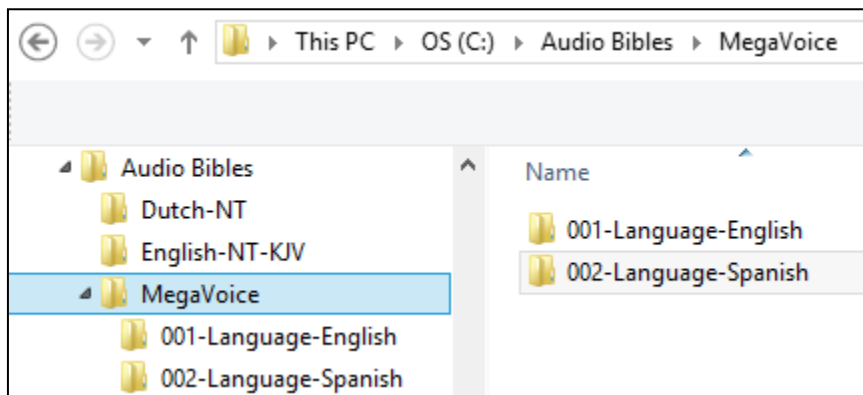 This PC OS (C:) Audio Bibles MegaVoice
Audio Bibles
Dutch-NT
English-NT-KJV
MegaVoice
001-Language-English
002-Language-Spanish
Name
001-Language-English
002-Language-Spanish